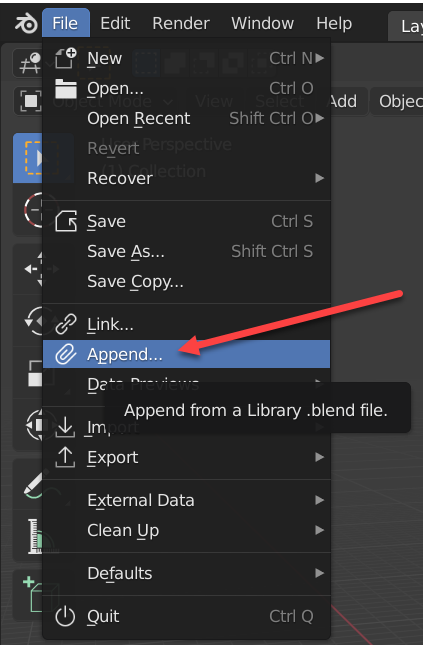 File Edit Render Window Help Lay
New Ctrl N
Open... Ctrl O
Object Mode View Select Add Objec
Open Recent Shift Ctrl O
Revert Perspective
Recover (1) Collection
Save Ctrl S
Save As... Shift Ctrl S
Save Copy...
Link...
Append...
Data Previews
Append from a Library .blend file.
Import
Export
External Data
Clean Up
Defaults
Quit Ctrl Q